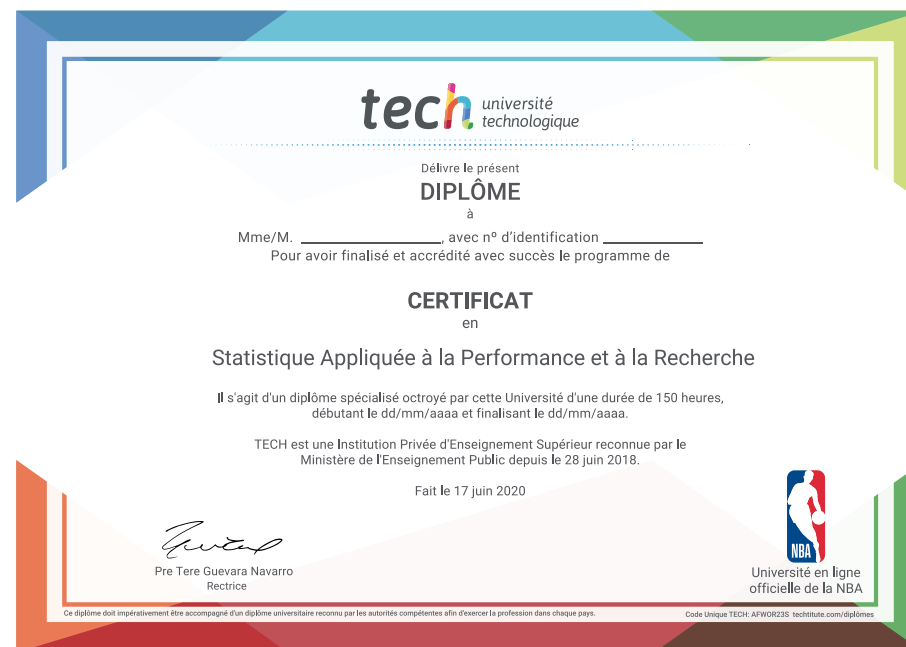 tech université
technologique
Délivre le présent
DIPLÔME
à
Mme/M. ____________________, avec nº d'identification ______________
Pour avoir finalisé et accrédité avec succès le programme de
CERTIFICAT
en
Statistique Appliquée à la Performance et à la Recherche
Il s'agit d'un diplôme spécialisé octroyé par cette Université d'une durée de 150 heures,
débutant le dd/mm/aaaa et finalisant le dd/mm/aaaa.
TECH est une Institution Privée d'Enseignement Supérieur reconnue par le
Ministère de l'Enseignement Public depuis le 28 juin 2018.
Fait le 17 juin 2020
Pre Tere Guevara Navarro
Rectrice
NBA
Université en ligne
officielle de la NBA
Ce diplôme doit impérativement être accompagné d'un diplôme universitaire reconnu par les autorités compétentes afin d'exercer la profession dans chaque pays.
Code Unique TECH: AFWOR23S techtitute.com/diplômes